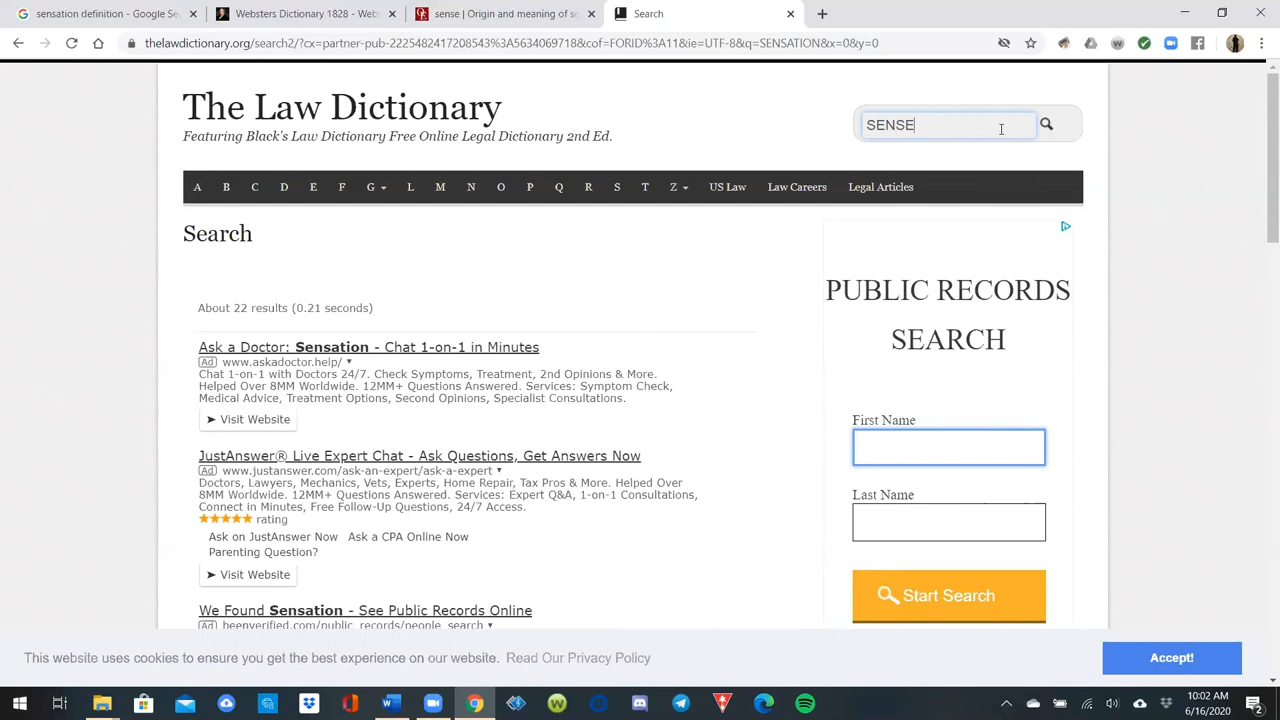 sensation definition - Google Se
Websters Dictionary 1828 - Webs
sense | Origin and meaning of se
Search
thelawdictionary.org/search2/?cx=partner-pub-2225482417208543%3A5634069718&cof=FORID%3A11&ie=UTF-8&q=SENSATION&x=0&y=0
The Law Dictionary
Featuring Black's Law Dictionary Free Online Legal Dictionary 2nd Ed.
SENSE
A B C D E F G L M N O P Q R S T Z US Law Law Careers Legal Articles
Search
About 22 results (0.21 seconds)
Ask a Doctor: Sensation - Chat 1-on-1 in Minutes
Ad www.askadoctor.help/
Chat 1-on-1 with Doctors 24/7. Check Symptoms, Treatment, 2nd Opinions & More.
Helped Over 8MM Worldwide. 12MM+ Questions Answered. Services: Symptom Check,
Medical Advice, Treatment Options, Second Opinions, Specialist Consultations.
Visit Website
JustAnswer® Live Expert Chat - Ask Questions, Get Answers Now
Ad www.justanswer.com/ask-an-expert/ask-a-expert
Doctors, Lawyers, Mechanics, Vets, Experts, Home Repair, Tax Pros & More. Helped Over
8MM Worldwide. 12MM+ Questions Answered. Services: Expert Q&A, 1-on-1 Consultations,
Connect in Minutes, Free Follow-Up Questions, 24/7 Access.
rating
Ask on JustAnswer Now Ask a CPA Online Now
Parenting Question?
Visit Website
We Found Sensation - See Public Records Online
Ad beenverified.com/public_records/people_search
PUBLIC RECORDS
SEARCH
First Name
Last Name
Start Search
This website uses cookies to ensure you get the best experience on our website. Read Our Privacy Policy
Accept!
10:02 AM
6/16/2020
2